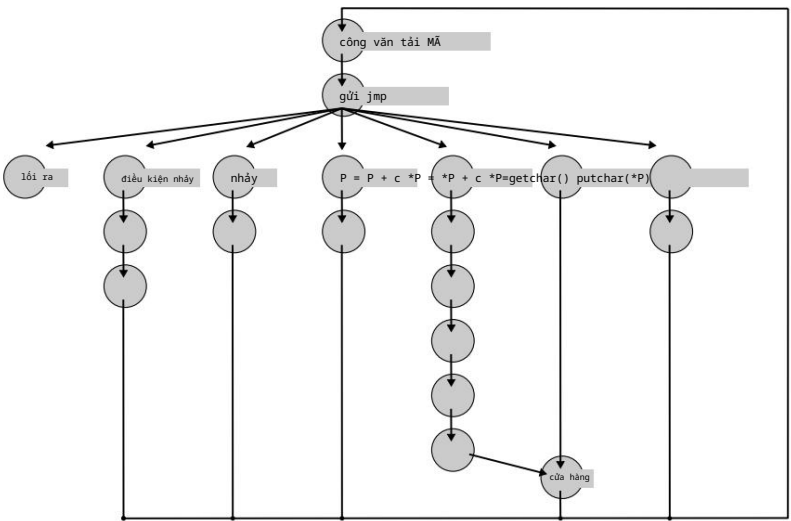 công văn tải MÃ
gửi jmp
lối ra
điều kiện nhảy
nhảy
P = P + c *P = *P + c *P=getchar() putchar(*P)
cửa hàng